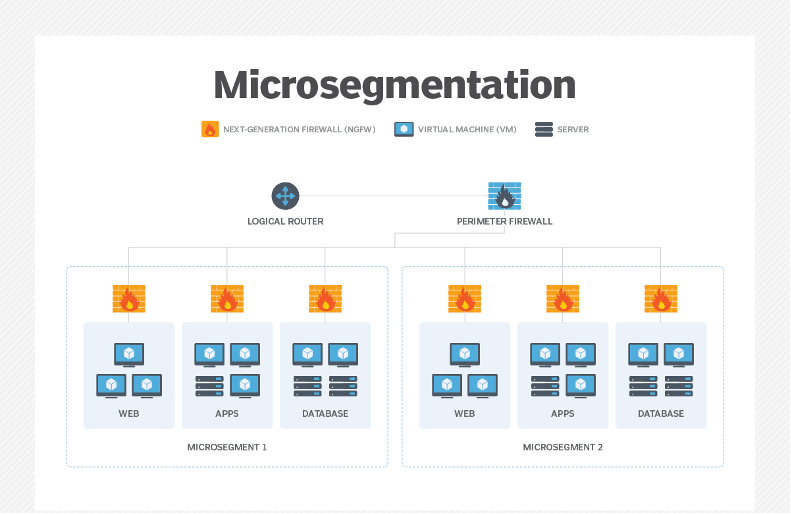 Microsegmentation
NEXT-GENERATION FIREWALL (NGFW) VIRTUAL MACHINE (VM) SERVER
LOGICAL ROUTER PERIMETER FIREWALL
WEB APPS DATABASE WEB APPS DATABASE
MICROSEGMENT 1 MICROSEGMENT 2